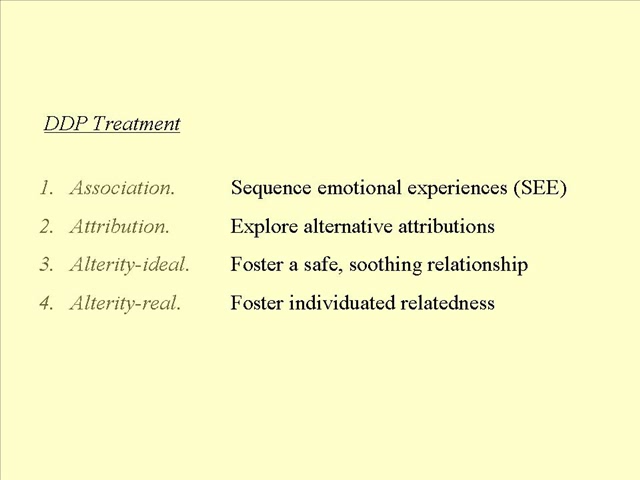 DDP Treatment
1. Association. Sequence emotional experiences (SEE)
2. Attribution. Explore alternative attributions
3. Alterity-ideal. Foster a safe, soothing relationship
4. Alterity-real. Foster individuated relatedness